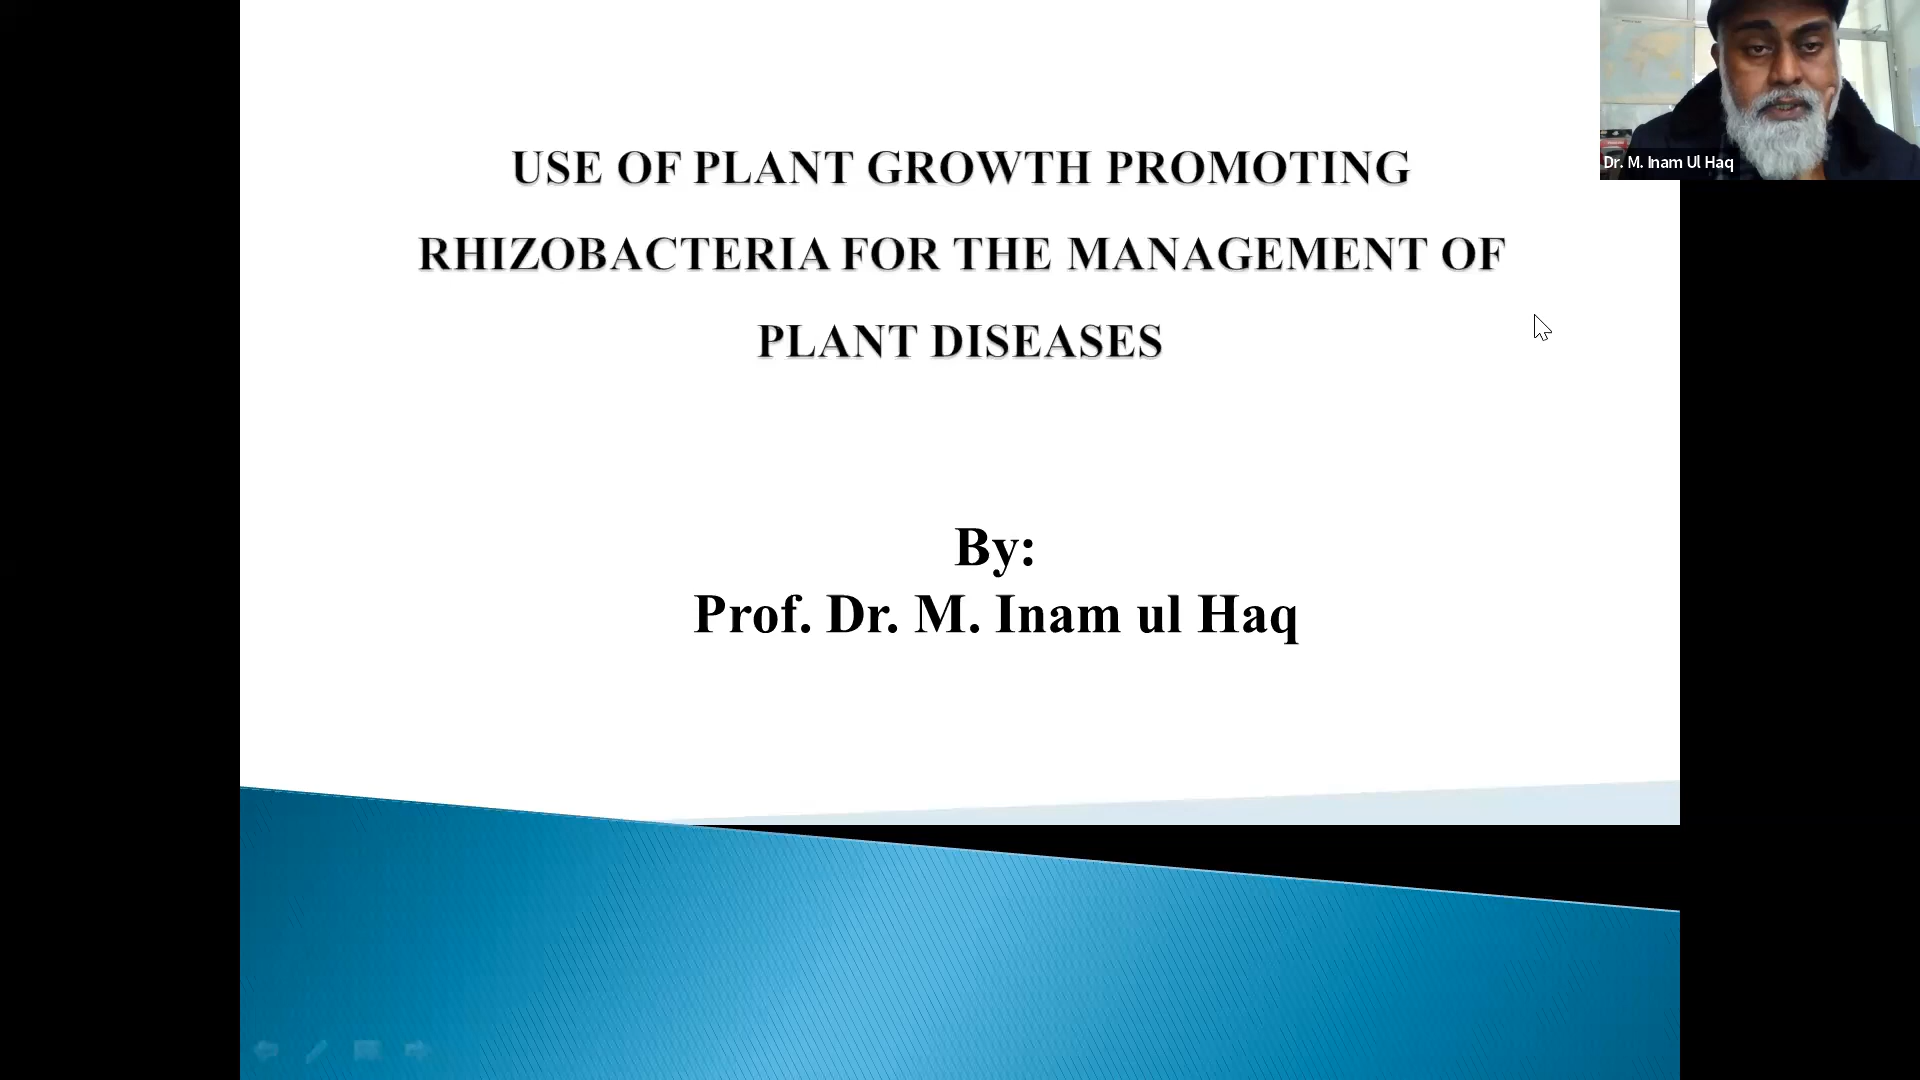 USE OF PLANT GROWTH PROMOTING
RHIZOBACTERIA FOR THE MANAGEMENT OF
PLANT DISEASES
By:
Prof. Dr. M. Inam ul Haq
Dr. M. Inam Ul Haq